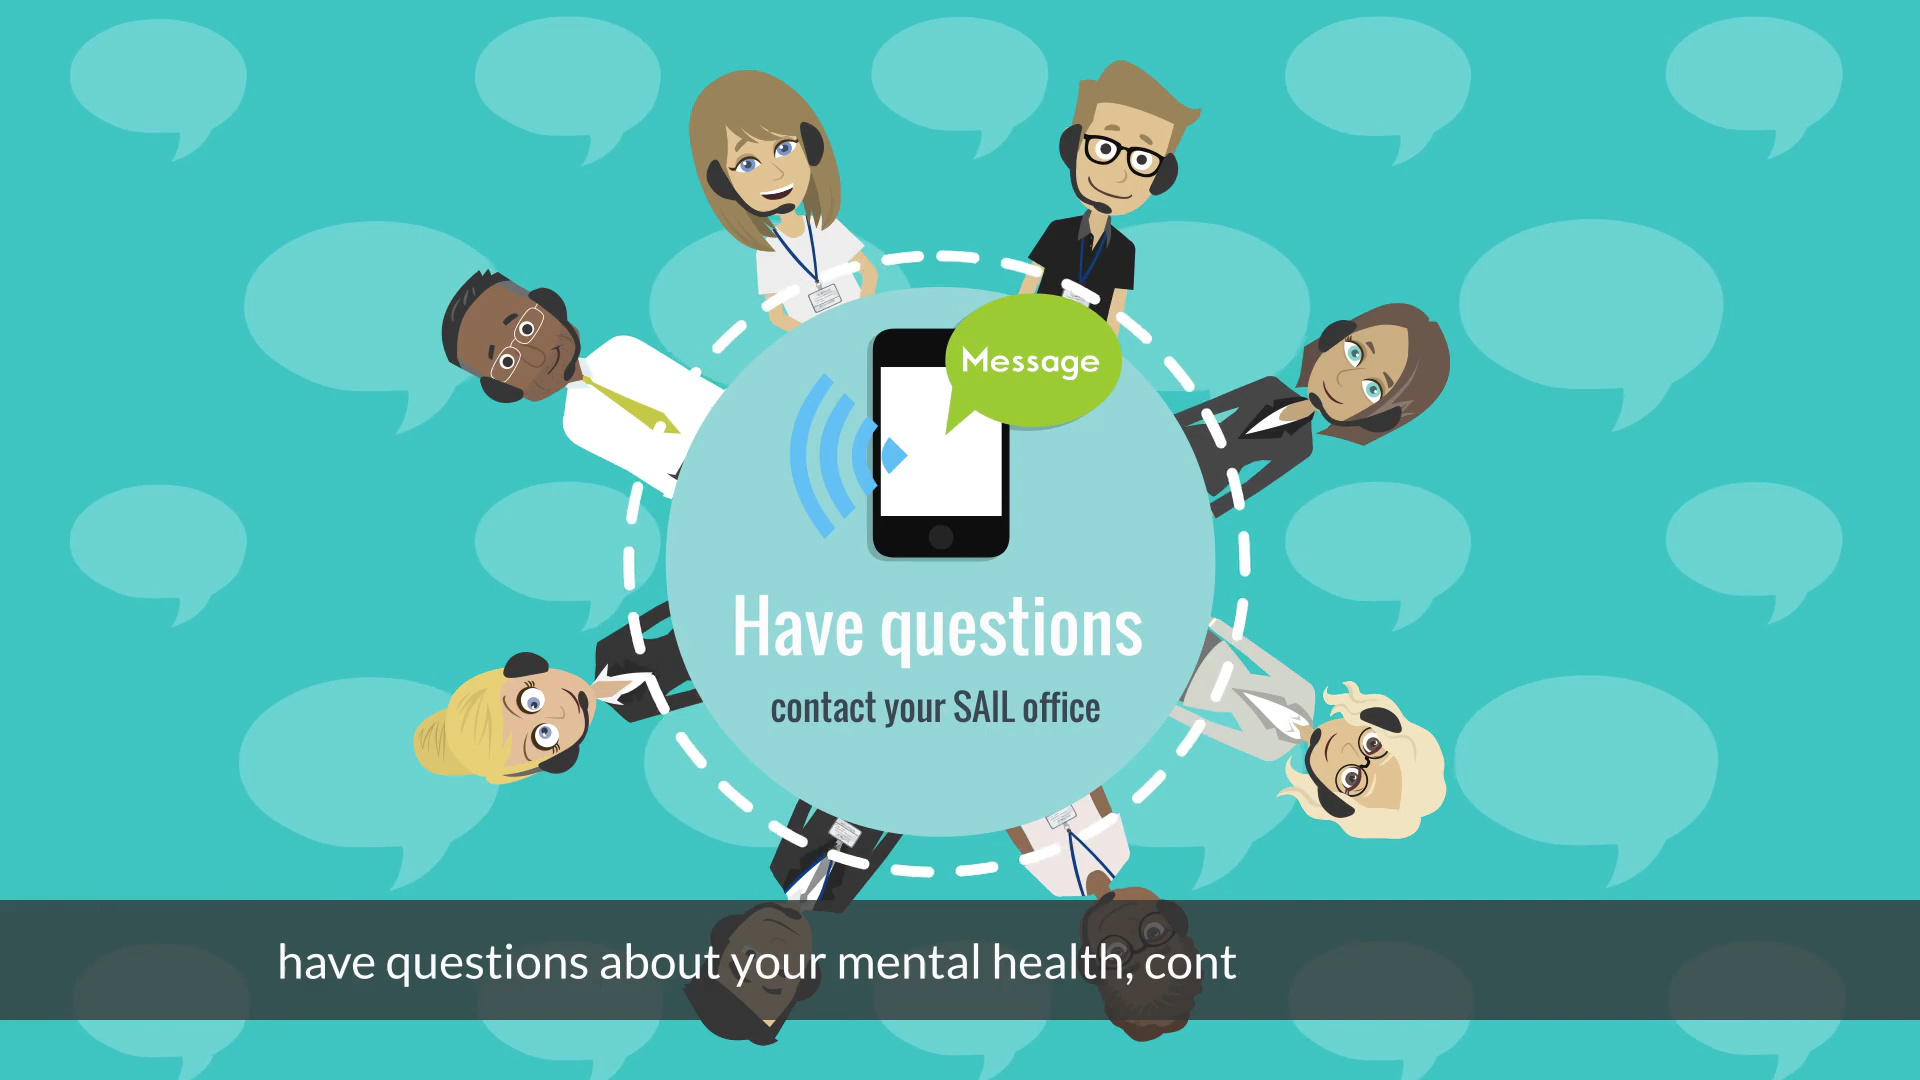 Message
Have questions
contact your SAIL office
have questions about your mental health, cont